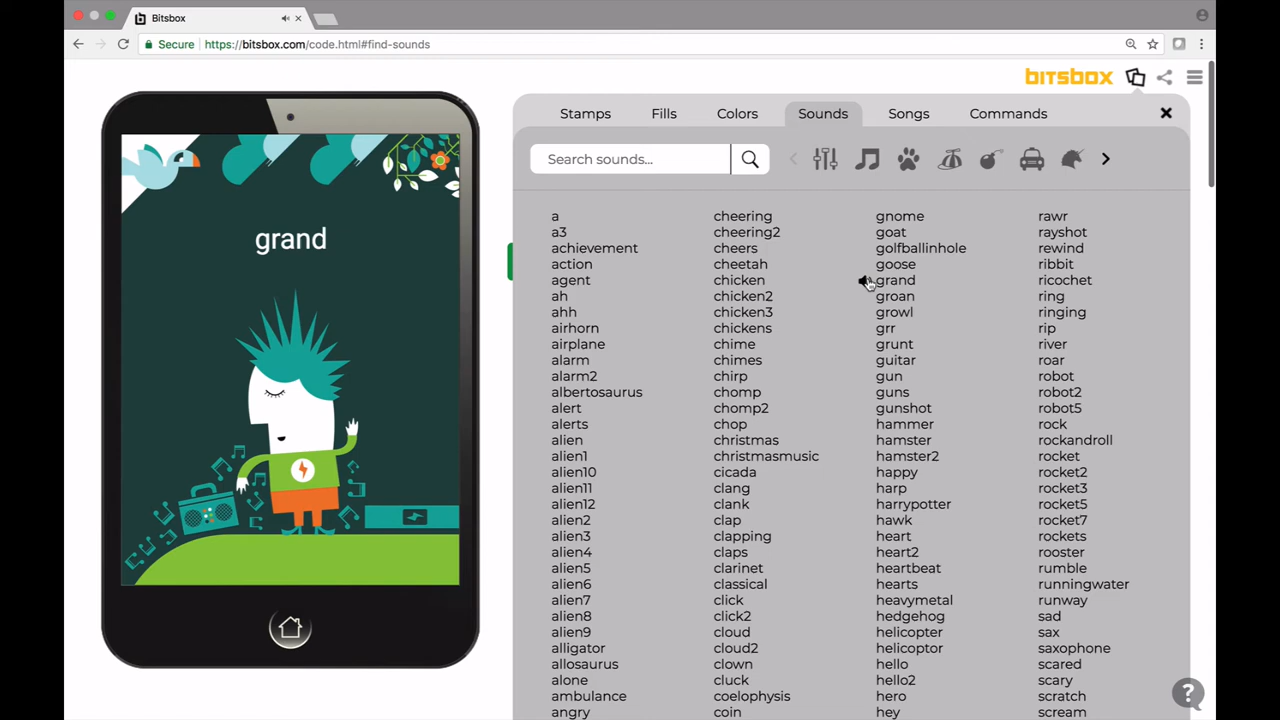 Bitsbox
Secure https://bitsbox.com/code.html#find-sounds
bitsbox
Stamps Fills Colors Sounds Songs Commands
Search sounds...
grand
a
a3
achievement
action
agent
ah
ahh
airhorn
airplane
alarm
alarm2
albertosaurus
alert
alerts
alien
alien1
alien10
alien11
alien12
alien2
alien3
alien4
alien5
alien6
alien7
alien8
alien9
alligator
allosaurus
alone
ambulance
angry
cheering
cheering2
cheers
cheetah
chicken
chicken2
chicken3
chickens
chime
chimes
chirp
chomp
chomp2
chop
christmas
christmasmusic
cicada
clang
clank
clap
clapping
claps
clarinet
classical
click
click2
cloud
cloud2
clown
cluck
coelophysis
coin
gnome
goat
golfballinhole
goose
grand
groan
growl
grr
grunt
guitar
gun
guns
gunshot
hammer
hamster
hamster2
happy
harp
harrypotter
hawk
heart
heart2
heartbeat
hearts
heavymetal
hedgehog
helicopter
helicoptor
hello
hello2
hero
hey
rawr
rayshot
rewind
ribbit
ricochet
ring
ringing
rip
river
roar
robot
robot2
robot5
rock
rockandroll
rocket
rocket2
rocket3
rocket5
rocket7
rockets
rooster
rumble
runningwater
runway
sad
sax
saxophone
scared
scary
scratch
scream
?